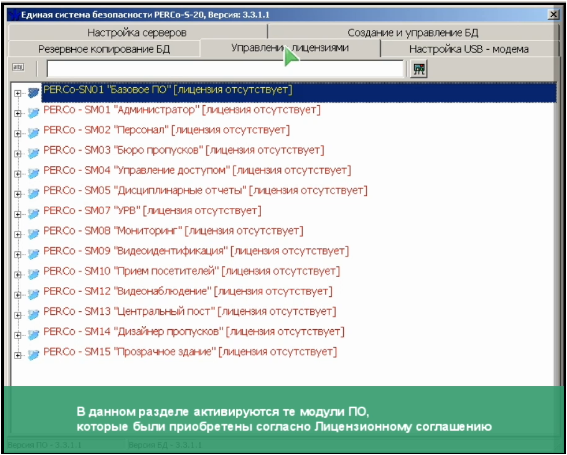 Единая система безопасности PERCo-S-20, Версия: 3.3.1.1
Настройка серверов
Создание и управление БД
Резервное копирование БД
Управлени лицензиями
Настройка USB - модема
PERCo-SN01 "Базовое ПО" [лицензия отсутствует]
PERCo - SM01 "Администратор" [лицензия отсутствует]
PERCo - SM02 "Персонал" [лицензия отсутствует]
PERCo - SM03 "Бюро пропусков" [лицензия отсутствует]
PERCo - SM04 "Управление доступом" [лицензия отсутствует]
PERCo - SM05 "Дисциплинарные отчеты" [лицензия отсутствует]
PERCo - SM07 "УРВ" [лицензия отсутствует]
PERCo - SM08 "Мониторинг" [лицензия отсутствует]
PERCo - SM09 "Видеоидентификация" [лицензия отсутствует]
PERCo - SM10 "Прием посетителей" [лицензия отсутствует]
PERCo - SM12 "Видеонаблюдение" [лицензия отсутствует]
PERCo - SM13 "Центральный пост" [лицензия отсутствует]
PERCo - SM14 "Дизайнер пропусков" [лицензия отсутствует]
PERCo - SM15 "Прозрачное здание" [лицензия отсутствует]
В данном разделе активируются те модули ПО,
которые были приобретены согласно Лицензионному соглашению
Версия ПО - 3.3.1.1 Версия БД - 3.3.1.1